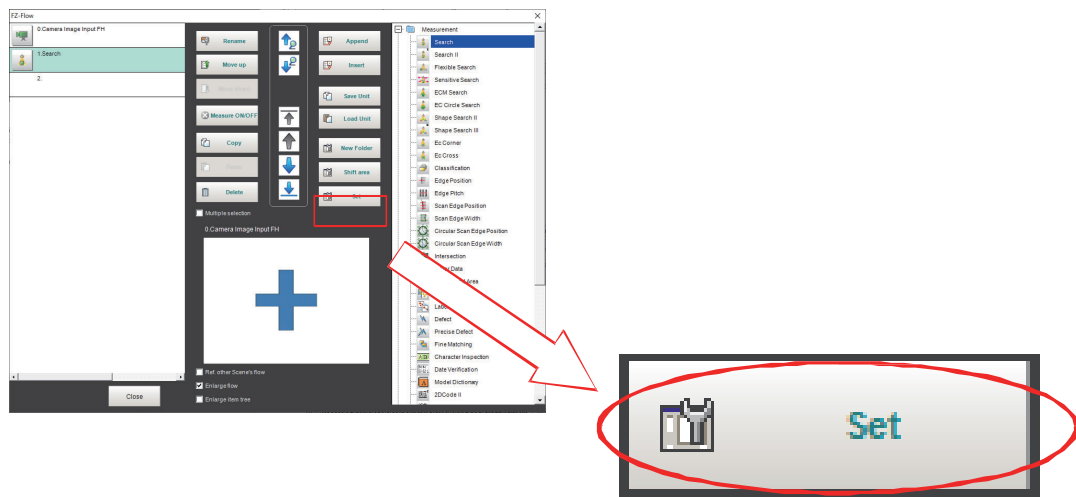 FZ-Flow
0.Camera Image Input FH
1.Search
2.
Rename
Move up
Measure ON/OFF
Copy
Delete
Append
Insert
Save Unit
Load Unit
New Folder
Shift area
Set
Multiple selection
0.Camera Image Input FH
Ref. other Scene's flow
Enlarge flow
Enlarge item tree
Close
Measurement
Search
Search II
Flexible Search
Sensitive Search
ECM Search
EC Circle Search
Shape Search II
Shape Search III
Ec Corner
Ec Cross
Classification
Edge Position
Edge Pitch
Scan Edge Position
Scan Edge Width
Circular Scan Edge Position
Circular Scan Edge Width
Intersection
Data
Area
Defect
Precise Defect
Fine Matching
Character Inspection
Date Verification
Model Dictionary
2DCode II
Set